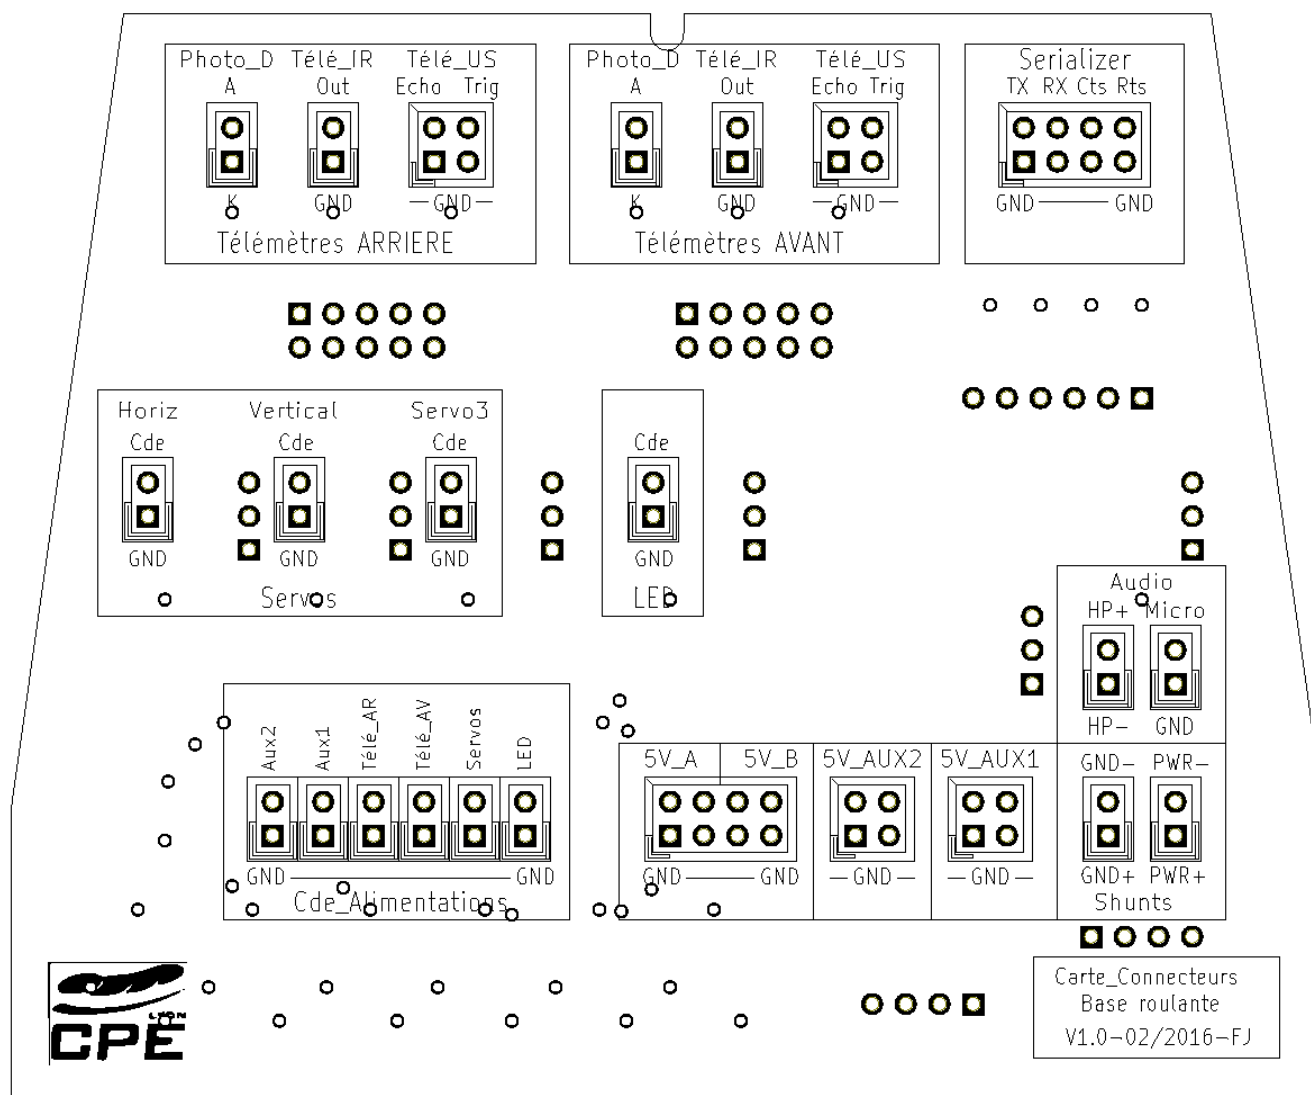 Photo_D Télé_IR Télé_US
A Out Echo Trig
K GND GND
Télémètres ARRIERE
Photo_D Télé_IR Télé_US
A Out Echo Trig
K GND GND
Télémètres AVANT
Serializer
TX RX Cts Rts
GND GND
Horiz Vertical Servo3
Cde Cde Cde
GND GND GND
Servos
Cde
GND
LED
Audio
HP+ Micro
HP- GND
Aux2
Aux1
Télé_AR
Télé_AV
Servos
LED
GND GND
Cde_Alimentations
5V_A 5V_B 5V_AUX2 5V_AUX1
GND GND GND GND
GND- PWR-
GND+ PWR+
Shunts
LYON
CPE
Carte_Connecteurs
Base roulante
V1.0-02/2016-FJ